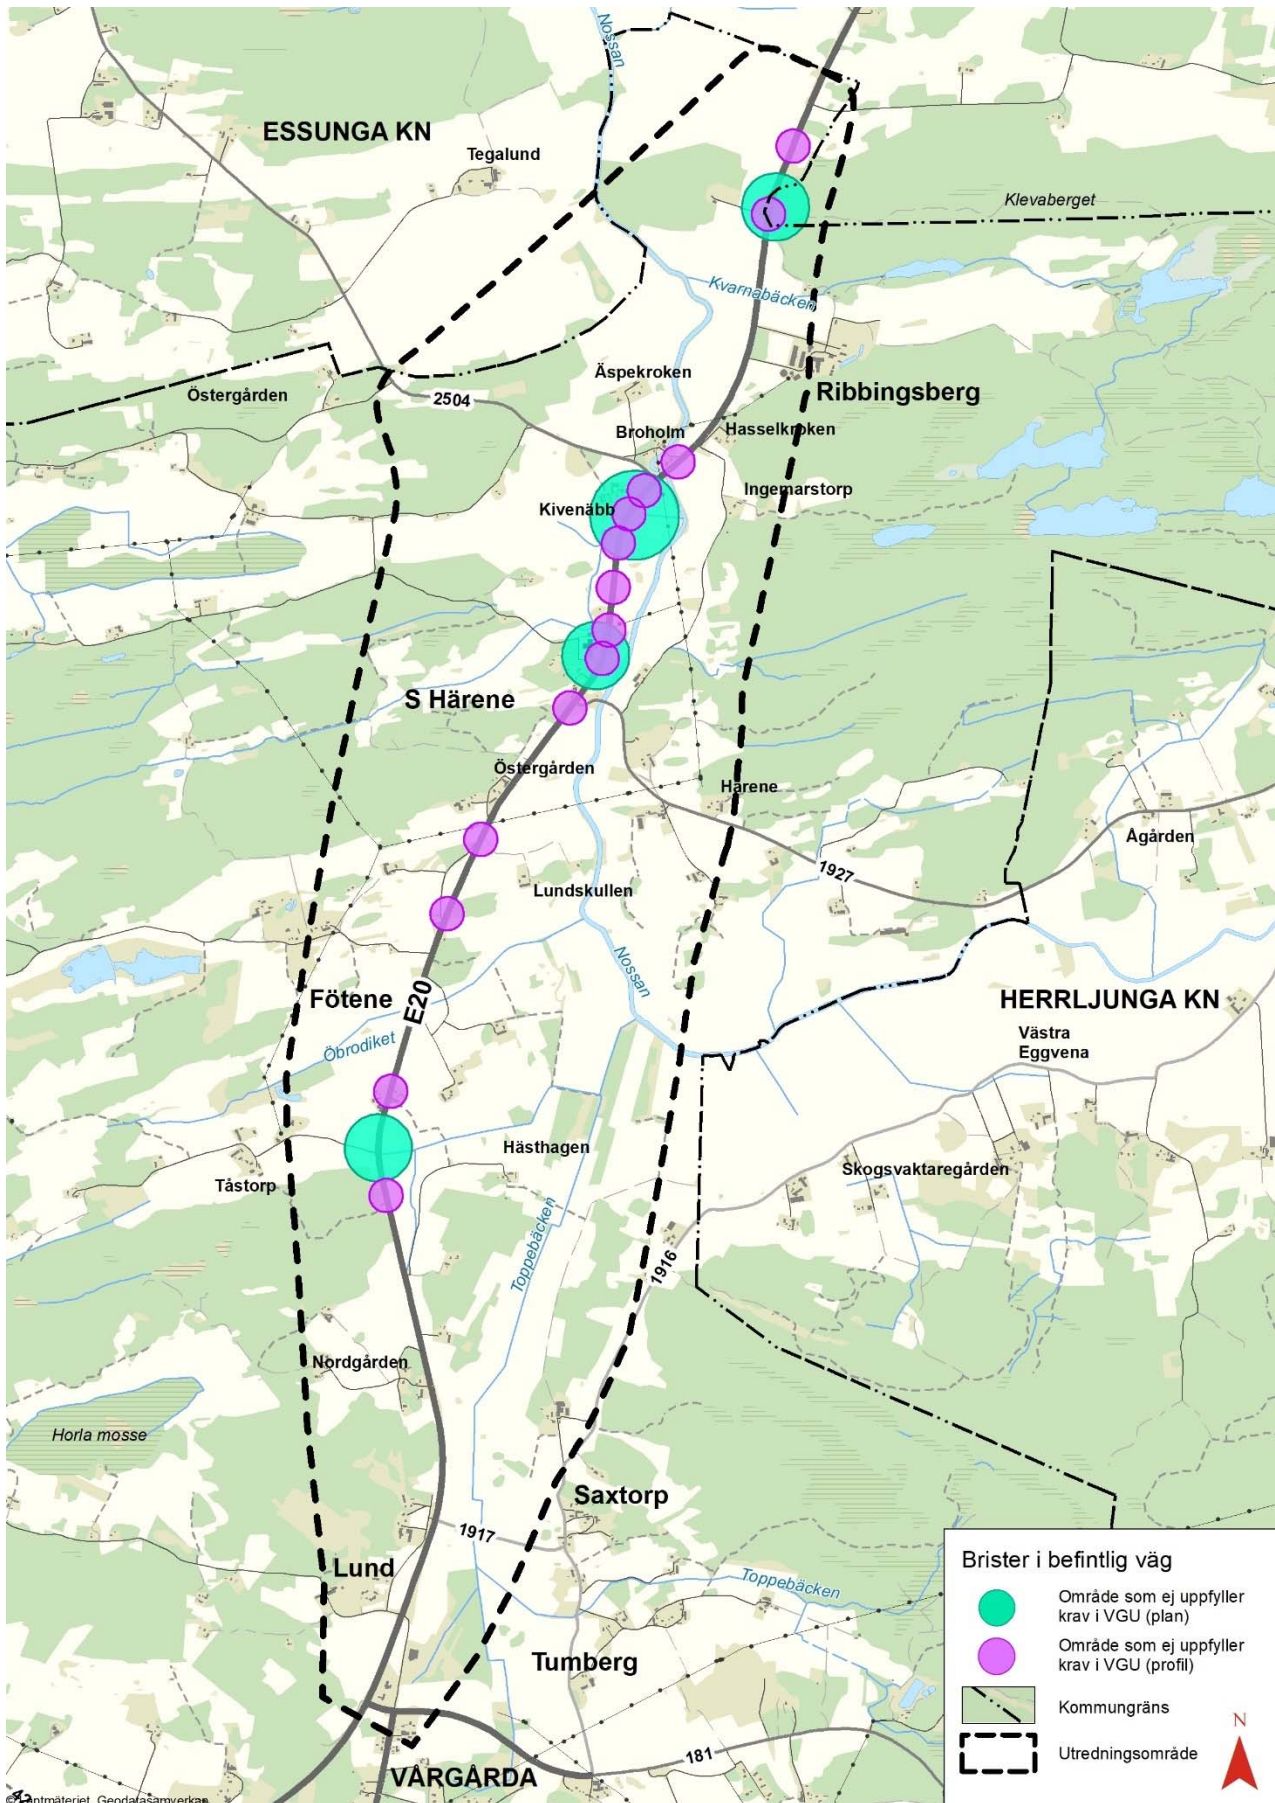 Nossan
ESSUNGA KN
Tegalund
Klevaberget
Kvarnabäcken
Äspekroken
Östergården
2504
Ribbingsberg
Broholm
Hasselkroken
Ingemarstorp
Kivenäbb
S Härene
Östergården
Härene
Ågården
1927
Lundskullen
Nossan
E20
Fötene
HERRLJUNGA KN
Västra
Eggvena
Öbrodiket
Hästhagen
Skogsvaktaregården
Tåstorp
Toppebäcken
1916
Nordgården
Horla mosse
Saxtorp
1917
Lund
Toppebäcken
Tumberg
181
VÅRGÅRDA
Brister i befintlig väg
Område som ej uppfyller
krav i VGU (plan)
Område som ej uppfyller
krav i VGU (profil)
Kommungräns
Utredningsområde
N
Geodatasamverkan